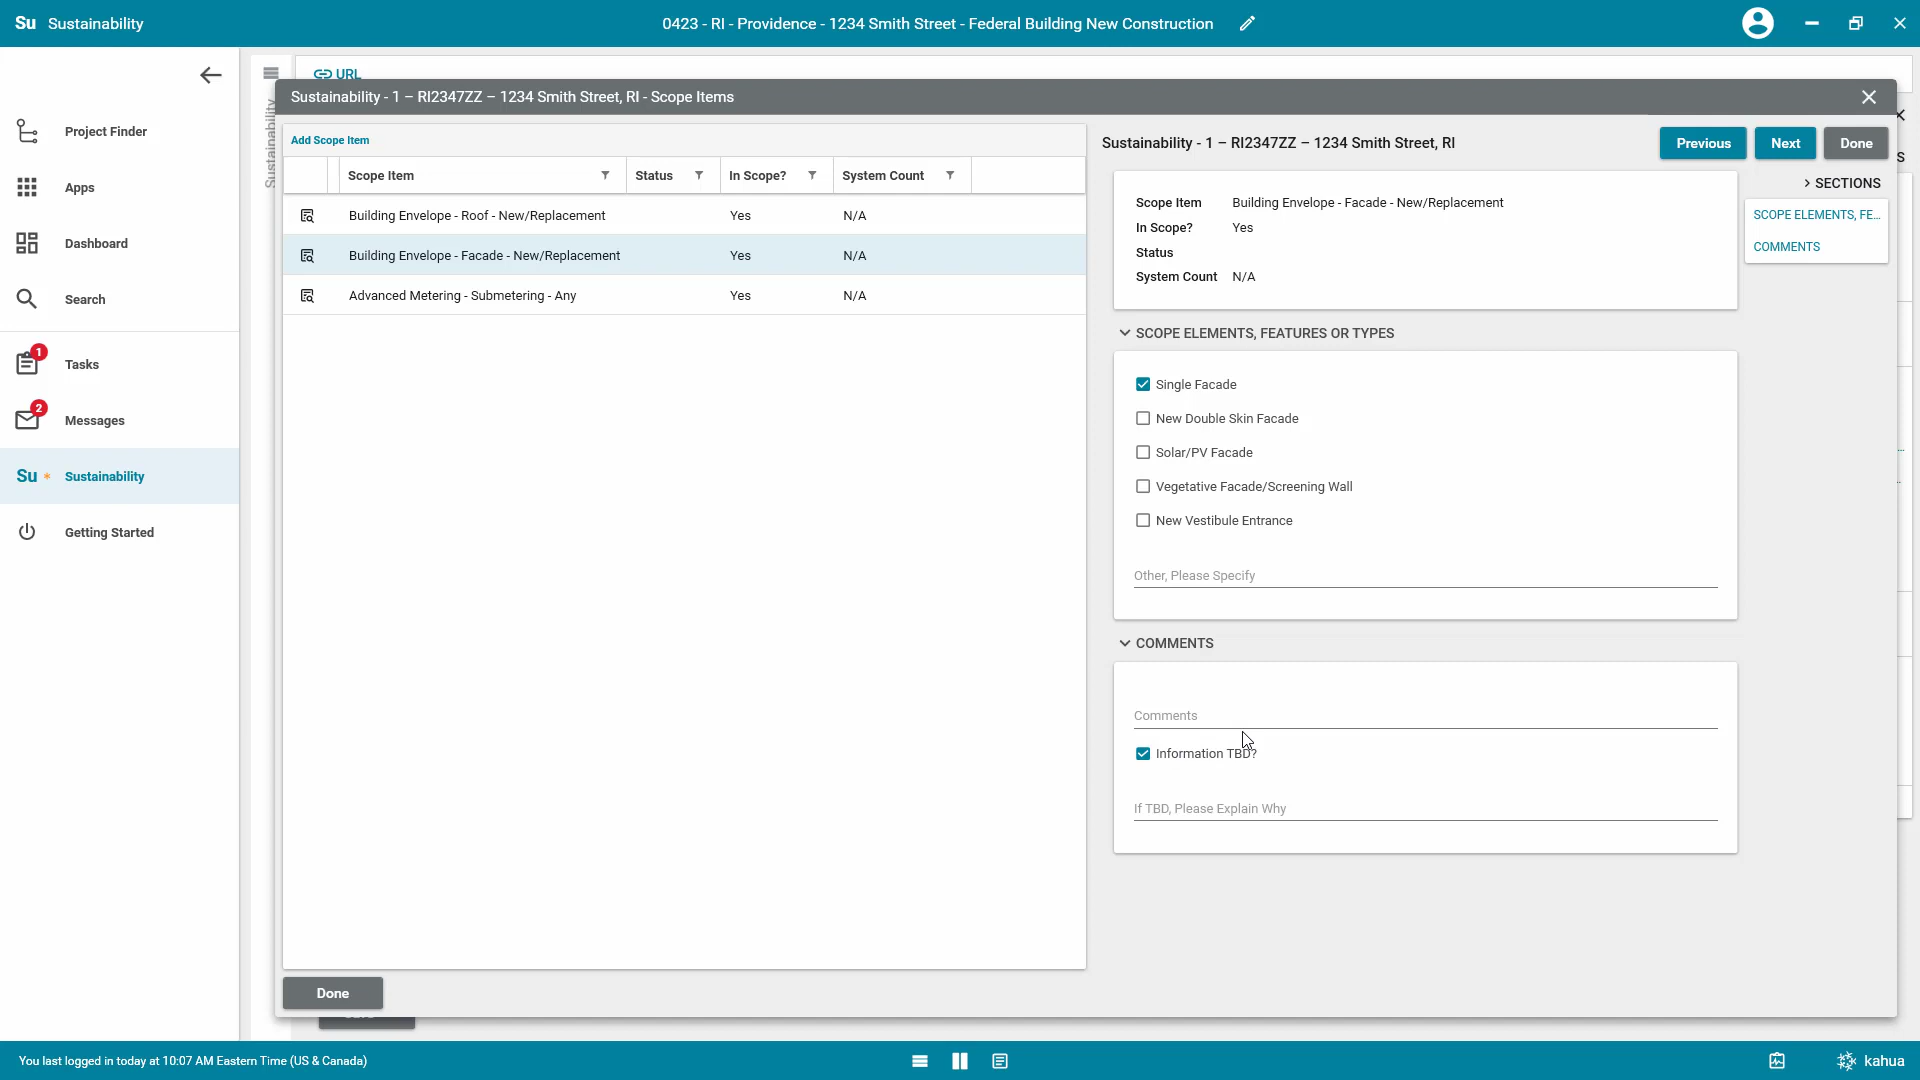 Su Sustainability
0423 - RI - Providence - 1234 Smith Street - Federal Building New Construction
Project Finder
Apps
Dashboard
Search
1
Tasks
2
Messages
Su * Sustainability
Getting Started
URL
Sustainability
Sustainability - 1 – RI2347ZZ – 1234 Smith Street, RI - Scope Items
Add Scope Item
Scope Item Status In Scope? System Count
Building Envelope - Roof - New/Replacement Yes N/A
Building Envelope - Facade - New/Replacement Yes N/A
Advanced Metering - Submetering - Any Yes N/A
Done
Sustainability - 1 – RI2347ZZ – 1234 Smith Street, RI
Previous Next Done
Scope Item Building Envelope - Facade - New/Replacement
In Scope? Yes
Status
System Count N/A
SECTIONS
SCOPE ELEMENTS, FE...
COMMENTS
SCOPE ELEMENTS, FEATURES OR TYPES
Single Facade
New Double Skin Facade
Solar/PV Facade
Vegetative Facade/Screening Wall
New Vestibule Entrance
Other, Please Specify
COMMENTS
Comments
Information TBD?
If TBD, Please Explain Why
You last logged in today at 10:07 AM Eastern Time (US & Canada)
kahua